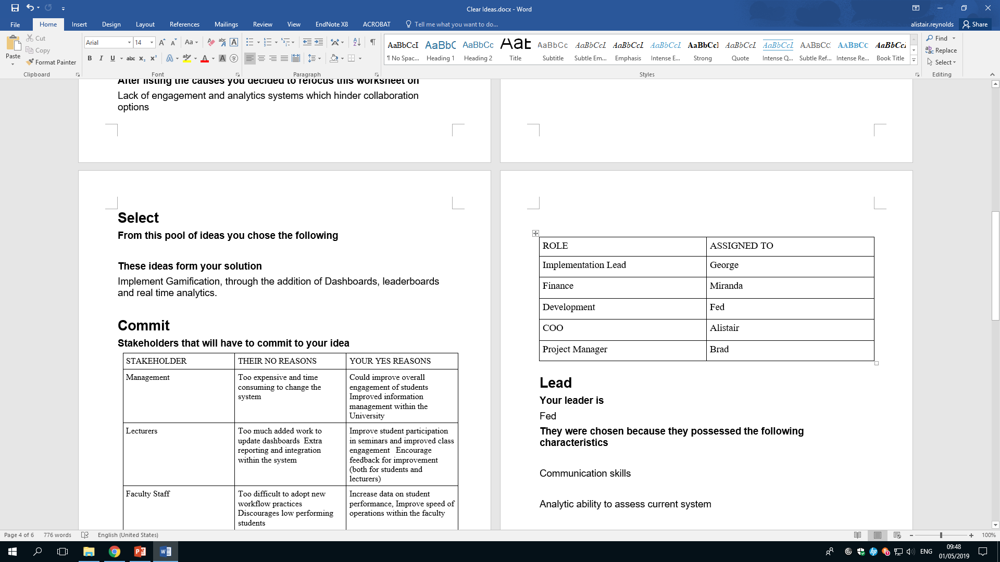 Clear Ideas.docx - Word
File Home Insert Design Layout References Mailings Review View EndNote X8 ACROBAT Tell me what you want to do... alistair.reynolds Share
Paste
Cut
Copy
Format Painter
Clipboard
Arial 14
Font
Paragraph
AaBbCcI AaBbC AaBbCc AaB AaBbCc AaBbCcL AaBbCcL AaBbCcL AaBbCcI AaBbCcL AaBbCcL AABBCC AABBCC AaBbCcL
¶ No Spac... Heading 1 Heading 2 Title Subtitle Subtle Em... Emphasis Intense E... Strong Quote Intense Q... Subtle Ref... Intense Re... Book Title
Styles
Find
Replace
Select
Editing
After listing the causes you decided to refocus this worksheet on
Lack of engagement and analytics systems which hinder collaboration
options
Select
From this pool of ideas you chose the following
These ideas form your solution
Implement Gamification, through the addition of Dashboards, leaderboards
and real time analytics.
Commit
Stakeholders that will have to commit to your idea
STAKEHOLDER THEIR NO REASONS YOUR YES REASONS
Management
Too expensive and time
consuming to change the
system
Could improve overall
engagement of students
Improved information
management within the
University
Lecturers
Too much added work to
update dashboards Extra
reporting and integration
within the system
Improve student participation
in seminars and improved class
engagement Encourage
feedback for improvement
(both for students and
lecturers)
Faculty Staff
Too difficult to adopt new
workflow practices
Discourages low performing
students
Increase data on student
performance, Improve speed of
operations within the faculty
ROLE ASSIGNED TO
Implementation Lead George
Finance Miranda
Development Fed
COO Alistair
Project Manager Brad
Lead
Your leader is
Fed
They were chosen because they possessed the following
characteristics
Communication skills
Analytic ability to assess current system
Page 4 of 6 776 words English (United States) 100%
ENG
09:48
01/05/2019